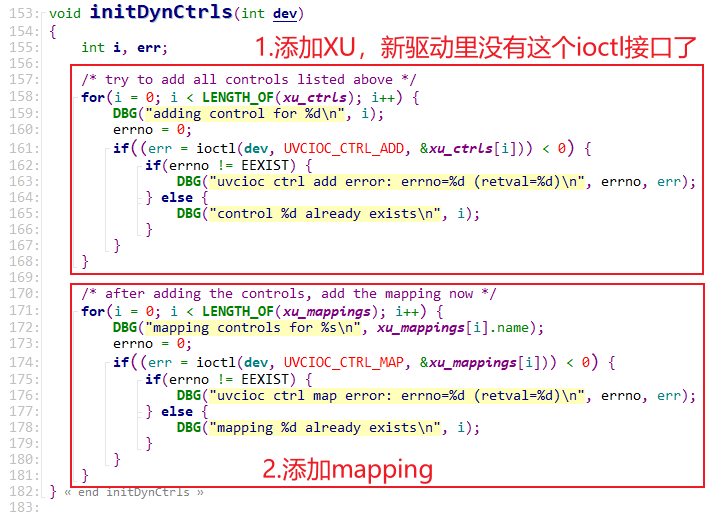 153: void initDynCtrls(int dev)
154: {
155: int i, err;
1.添加XU，新驱动里没有这个ioctl接口了
156:
157: /* try to add all controls listed above */
158: for(i = 0; i < LENGTH_OF(xu_ctrls); i++) {
159: DBG("adding control for %d\n", i);
160: errno = 0;
161: if((err = ioctl(dev, UVCIOC_CTRL_ADD, &xu_ctrls[i])) < 0) {
162: if(errno != EEXIST) {
163: DBG("uvcioc ctrl add error: errno=%d (retval=%d)\n", errno, err);
164: } else {
165: DBG("control %d already exists\n", i);
166: }
167: }
168: }
169:
170: /* after adding the controls, add the mapping now */
171: for(i = 0; i < LENGTH_OF(xu_mappings); i++) {
172: DBG("mapping controls for %s\n", xu_mappings[i].name);
173: errno = 0;
174: if((err = ioctl(dev, UVCIOC_CTRL_MAP, &xu_mappings[i])) < 0) {
175: if(errno != EEXIST) {
176: DBG("uvcioc ctrl map error: errno=%d (retval=%d)\n", errno, err);
177: } else {
178: DBG("mapping %d already exists\n", i);
179: }
180: }
181: }
2.添加mapping
182: } « end initDynCtrls »
183: